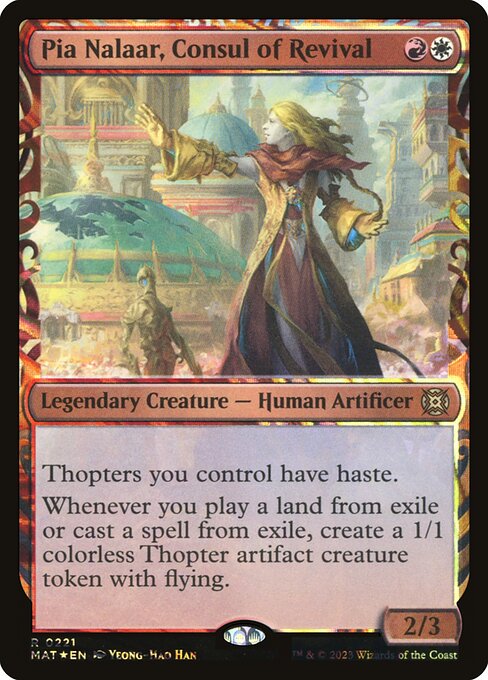 Pia Nalaar, Consul of Revival
Legendary Creature — Human Artificer
Thopters you control have haste.
Whenever you play a land from exile
or cast a spell from exile, create a 1/1
colorless Thopter artifact creature
token with flying.
2/3
R 0221
MAT★EN Yeong-Hao Han
™ & © 2023 Wizards of the Coast